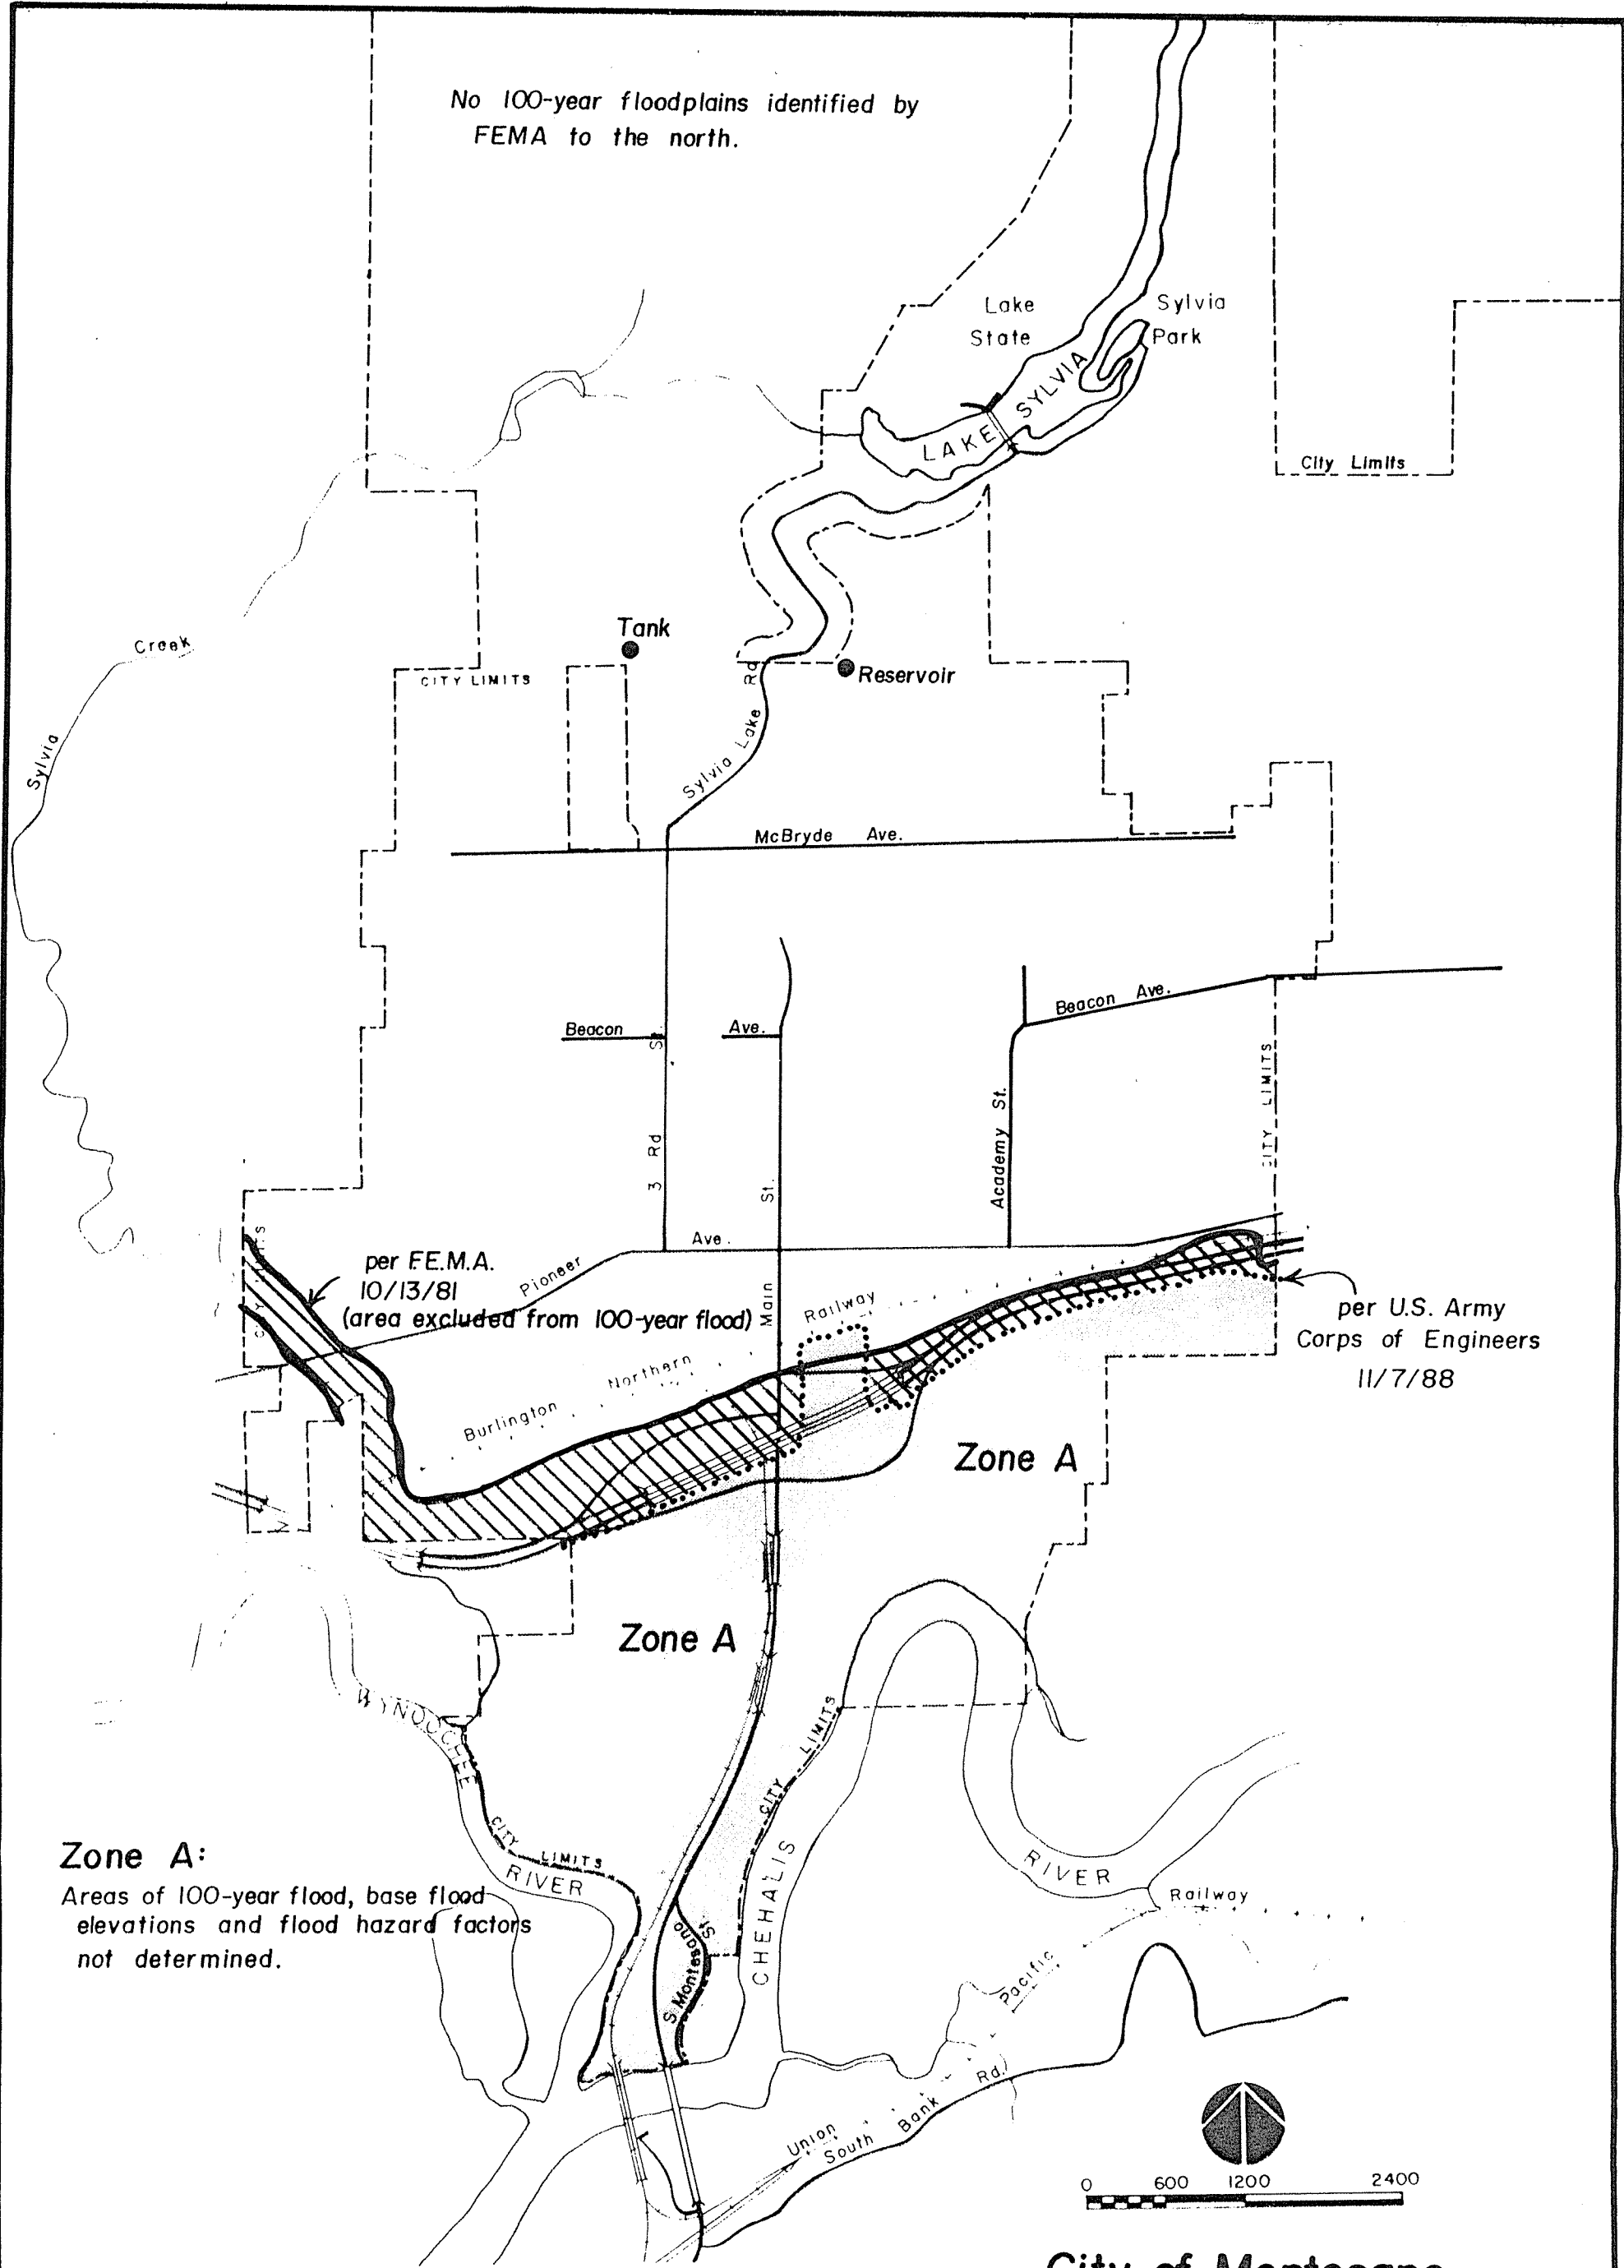 No 100-year floodplains identified by
FEMA to the north.
Lake Sylvia
State Park
LAKE SYLVIA
City Limits
Tank
Reservoir
Creek
Sylvia
CITY LIMITS
Sylvia Lake Rd
McBryde Ave.
Beacon Ave.
Beacon Ave.
3 Rd St.
Main St.
Academy St.
CITY LIMITS
Pioneer Ave.
per F.E.M.A.
10/13/81
(area excluded from 100-year flood)
Burlington Northern Railway
per U.S. Army
Corps of Engineers
11/7/88
Zone A
Zone A
WYNOOCHEE RIVER
CITY LIMITS
CITY LIMITS
CHEHALIS RIVER
S. Montesano St.
Zone A:
Areas of 100-year flood, base flood
elevations and flood hazard factors
not determined.
Union Pacific Railway
South Bank Rd.
0 600 1200 2400
City of Montesano